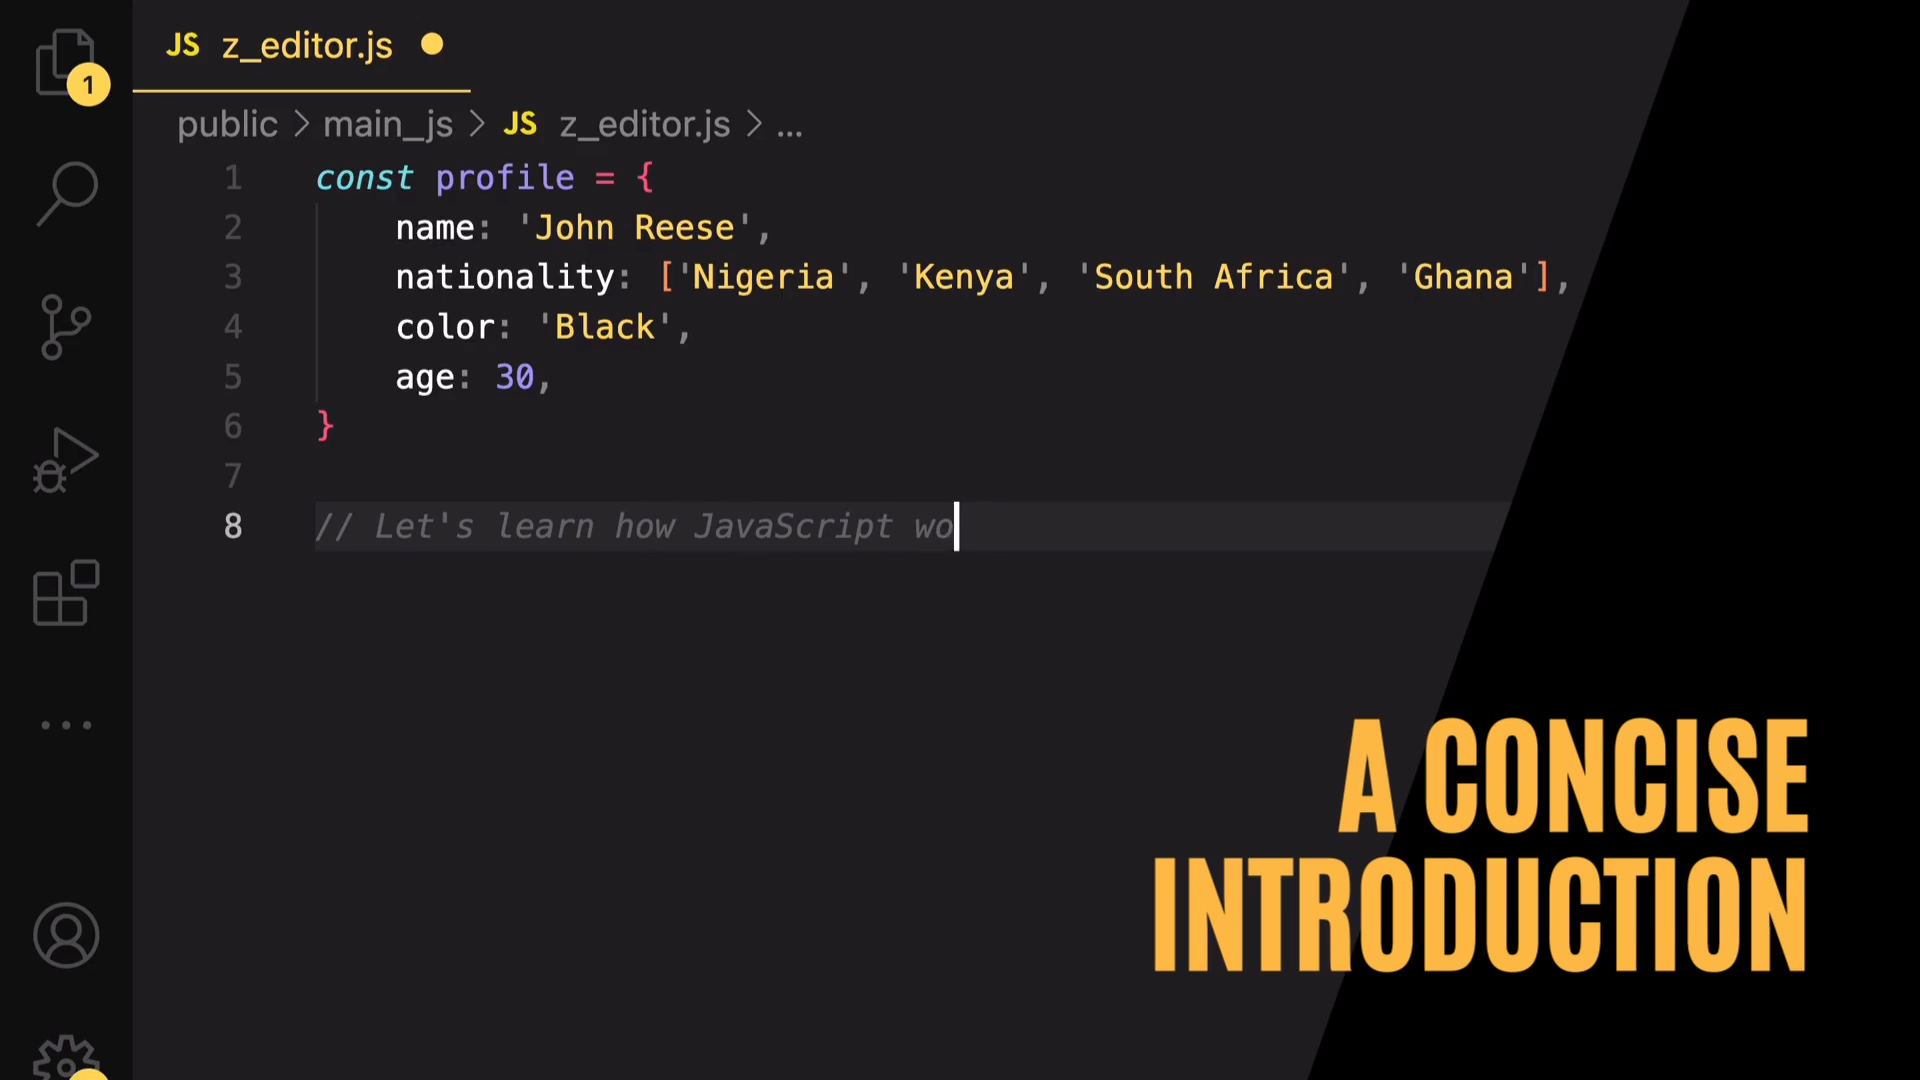 JS z_editor.js
1
public > main_js > JS z_editor.js > ...
1 const profile = {
2 name: 'John Reese',
3 nationality: ['Nigeria', 'Kenya', 'South Africa', 'Ghana'],
4 color: 'Black',
5 age: 30,
6 }
7
8 // Let's learn how JavaScript wo
A CONCISE
INTRODUCTION